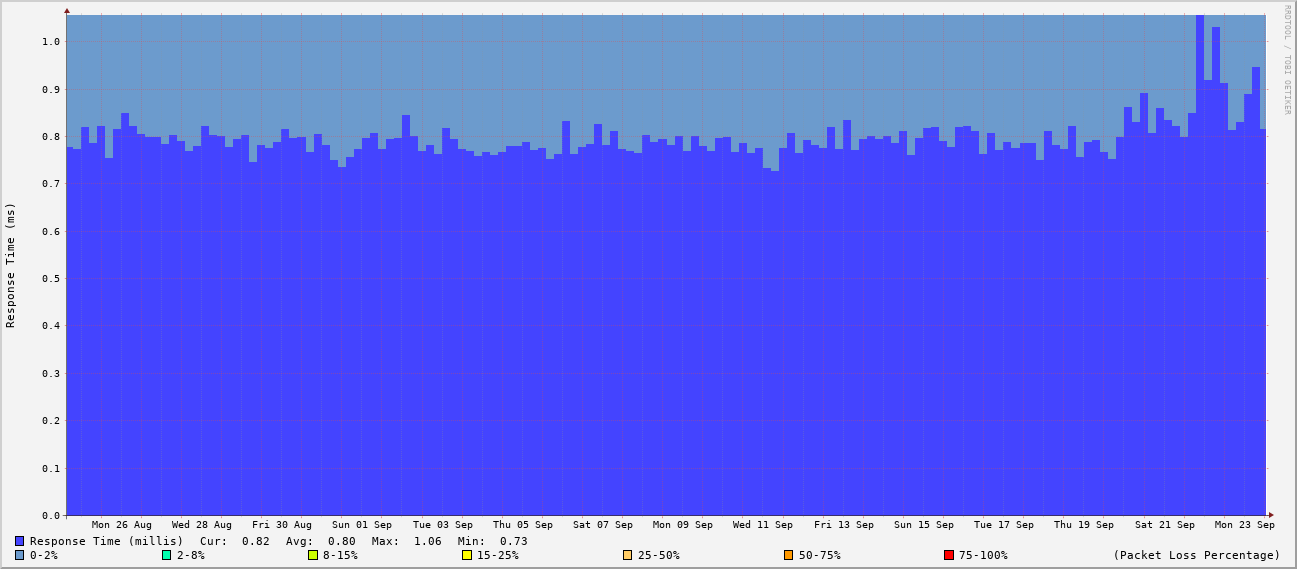 RRDTOOL / TOBI OETIKER
Response Time (ms)
1.0
0.9
0.8
0.7
0.6
0.5
0.4
0.3
0.2
0.1
0.0
Mon 26 Aug Wed 28 Aug Fri 30 Aug Sun 01 Sep Tue 03 Sep Thu 05 Sep Sat 07 Sep Mon 09 Sep Wed 11 Sep Fri 13 Sep Sun 15 Sep Tue 17 Sep Thu 19 Sep Sat 21 Sep Mon 23 Sep
Response Time (millis) Cur: 0.82 Avg: 0.80 Max: 1.06 Min: 0.73
0-2% 2-8% 8-15% 15-25% 25-50% 50-75% 75-100% (Packet Loss Percentage)